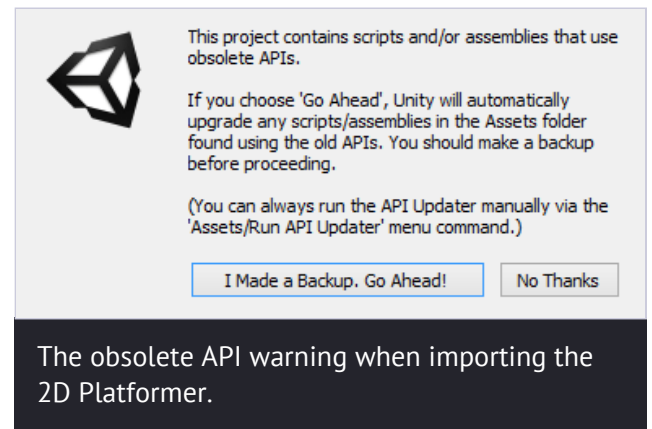 This project contains scripts and/or assemblies that use
obsolete APIs.
If you choose 'Go Ahead', Unity will automatically
upgrade any scripts/assemblies in the Assets folder
found using the old APIs. You should make a backup
before proceeding.
(You can always run the API Updater manually via the
'Assets/Run API Updater' menu command.)
I Made a Backup. Go Ahead!
No Thanks
The obsolete API warning when importing the
2D Platformer.